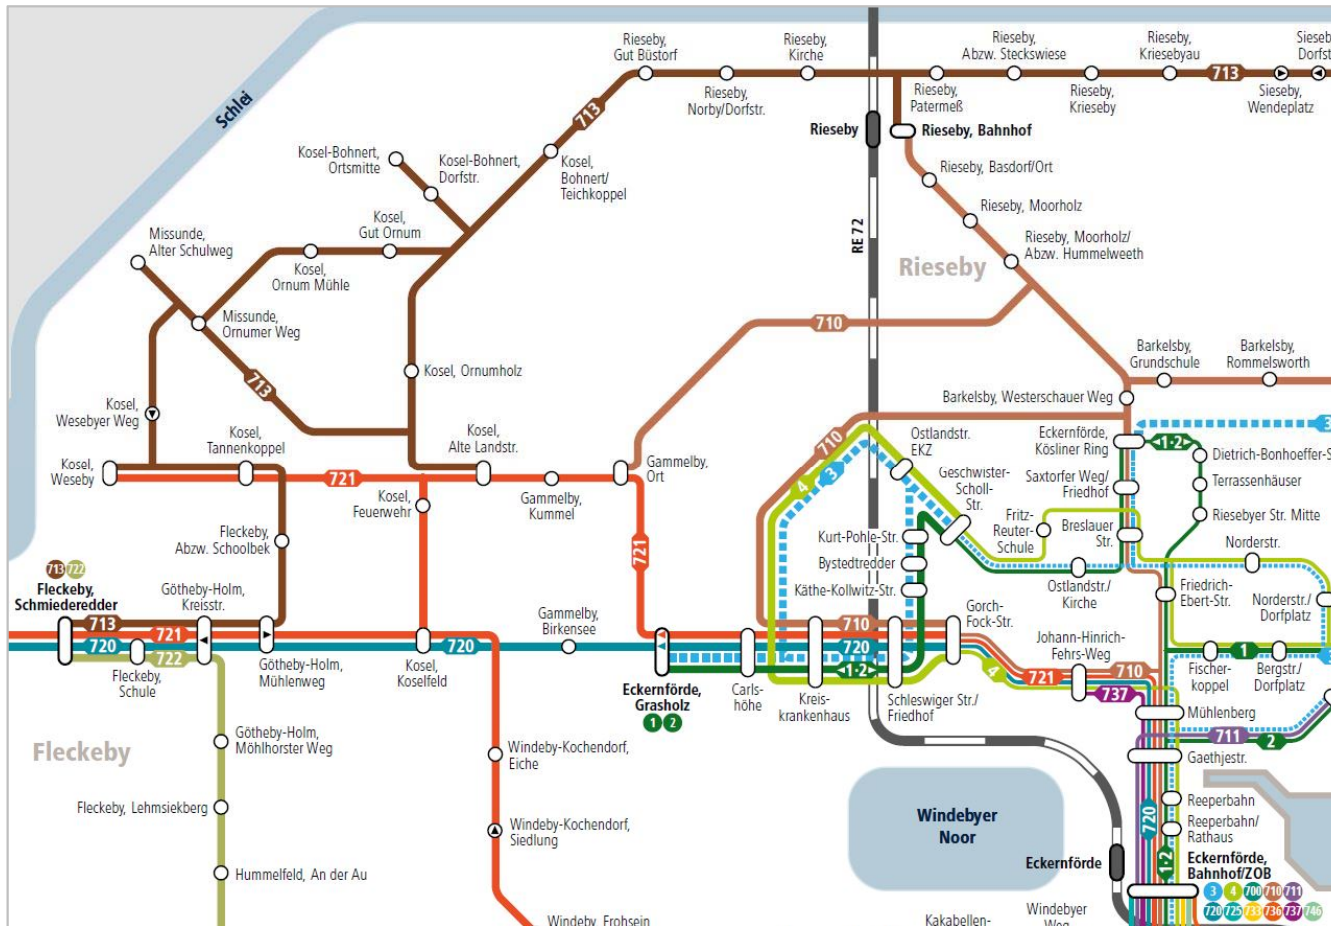 Schlei
Rieseby,
Gut Büstorf
Rieseby,
Kirche
Rieseby,
Abzw. Steckswiese
Rieseby,
Kriesebyau
Sieseb
Dorfst
713
Rieseby,
Norby/Dorfstr.
Rieseby,
Patermeß
Rieseby,
Krieseby
Sieseby,
Wendeplatz
713
Rieseby
Rieseby, Bahnhof
Kosel-Bohnert,
Ortsmitte
Kosel-Bohnert,
Dorfstr.
Kosel,
Bohnert/
Teichkoppel
Rieseby, Basdorf/Ort
Kosel,
Gut Ornum
Rieseby, Moorholz
Missunde,
Alter Schulweg
RE 72
Rieseby, Moorholz/
Abzw. Hummelweeth
Rieseby
Kosel,
Ornum Mühle
Missunde,
Ornumer Weg
710
Barkelsby,
Grundschule
Barkelsby,
Rommelsworth
713
Kosel, Ornumholz
Kosel,
Wesebyer Weg
Barkelsby, Westerschauer Weg
Kosel,
Tannenkoppel
Kosel,
Alte Landstr.
710
Ostlandstr.
EKZ
Eckernförde,
Kösliner Ring
1·2
3
Kosel,
Weseby
721
Gammelby,
Ort
4
3
Geschwister-
Scholl-
Str.
Saxtorfer Weg/
Friedhof
Dietrich-Bonhoeffer-S
Terrassenhäuser
Gammelby,
Kummel
Kosel,
Feuerwehr
Fritz-
Reuter-
Schule
Breslauer
Str.
Riesebyer Str. Mitte
Fleckeby,
Abzw. Schoolbek
721
Kurt-Pohle-Str.
Bystedtredder
Käthe-Kollwitz-Str.
Norderstr.
713 722
Fleckeby,
Schmiederedder
Götheby-Holm,
Kreisstr.
Ostlandstr./
Kirche
Friedrich-
Ebert-Str.
Norderstr./
Dorfplatz
Gammelby,
Birkensee
Gorch-
Fock-Str.
713
721
720
722
720
710
720
1·2
Johann-Hinrich-
Fehrs-Weg
1
3
Fleckeby,
Schule
Götheby-Holm,
Mühlenweg
Kosel,
Koselfeld
Eckernförde,
Grasholz
1 2
Carls-
höhe
Kreis-
krankenhaus
Schleswiger Str./
Friedhof
4
721
710
737
Fischer-
koppel
Bergstr./
Dorfplatz
Mühlenberg
711
2
Götheby-Holm,
Möhlhorster Weg
Fleckeby
Windeby-Kochendorf,
Eiche
Gaethjestr.
Fleckeby, Lehmsiekberg
Windeby-Kochendorf,
Siedlung
Windebyer
Noor
Reeperbahn
Reeperbahn/
Rathaus
720
1·2
Hummelfeld, An der Au
Eckernförde
Eckernförde,
Bahnhof/ZOB
3 4 700 710 711
720 725 733 736 737 746
Windeby, Frohsein
Kakabellen-
Windebyer
Weg